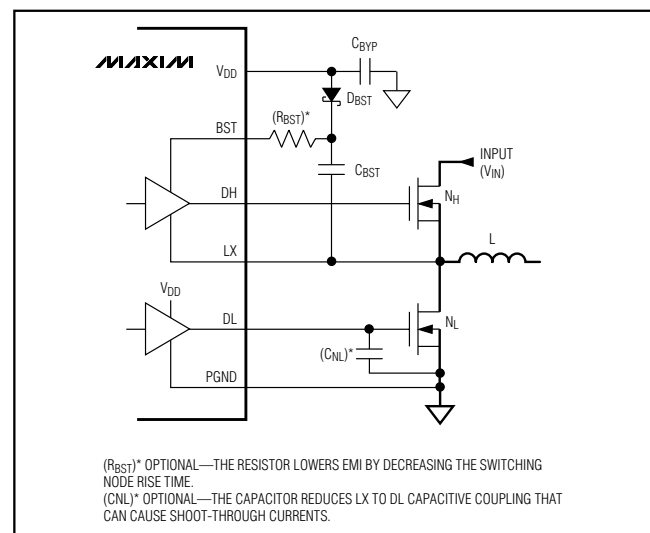 MAXIM
VDD
CBYP
DBST
BST
(RBST)*
CBST
INPUT
(VIN)
DH
NH
LX
L
VDD
DL
NL
(CNL)*
PGND
(RBST)* OPTIONAL—THE RESISTOR LOWERS EMI BY DECREASING THE SWITCHING
NODE RISE TIME.
(CNL)* OPTIONAL—THE CAPACITOR REDUCES LX TO DL CAPACITIVE COUPLING THAT
CAN CAUSE SHOOT-THROUGH CURRENTS.